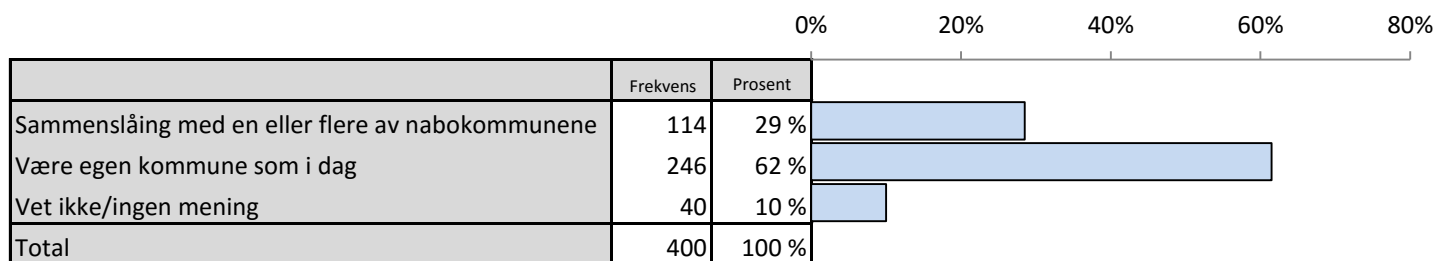 0% 20% 40% 60% 80%
Frekvens Prosent
Sammenslåing med en eller flere av nabokommunene 114 29 %
Være egen kommune som i dag 246 62 %
Vet ikke/ingen mening 40 10 %
Total 400 100 %